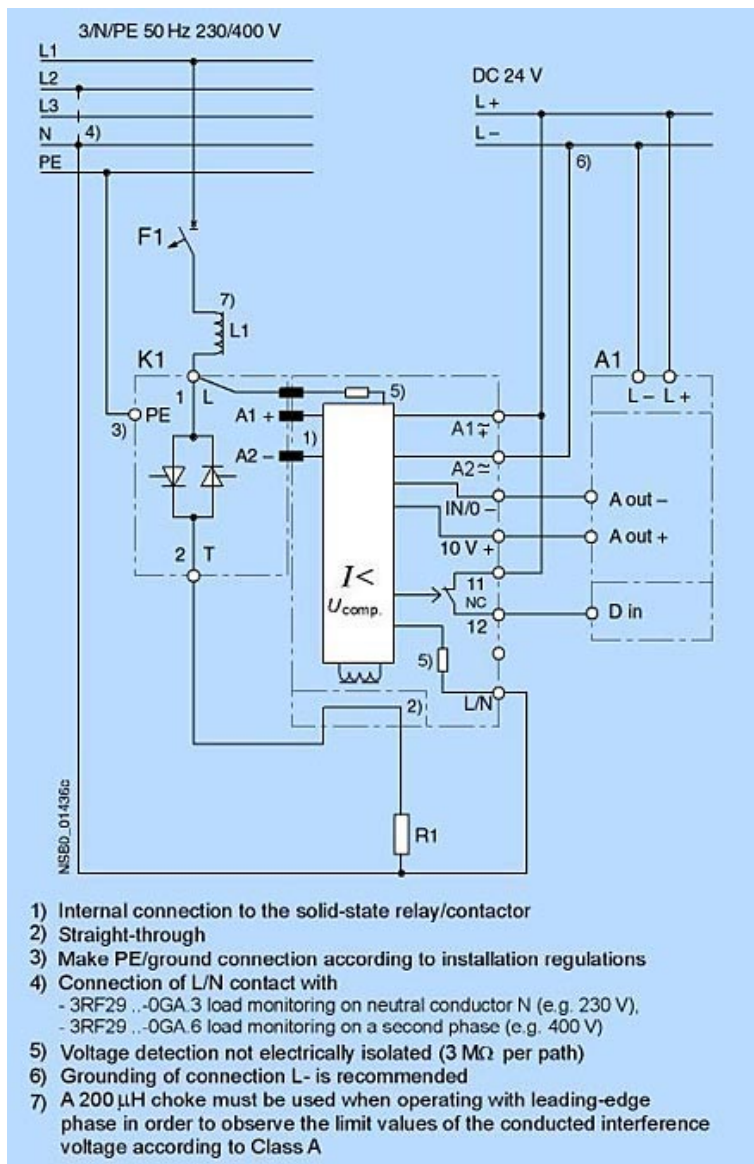 3/N/PE 50 Hz 230/400 V
L1
L2
L3
N
4)
PE
DC 24 V
L +
L –
6)
F1
7)
L1
K1
A1
1
L
5)
L – L +
PE
3)
A1 +
1)
A1 ≂
+
A2 –
A2 ≃
IN/0 –
A out –
10 V +
A out +
2
T
11
I<
NC
D in
Ucomp.
12
5)
L/N
2)
R1
NSB0_01436c
1) Internal connection to the solid-state relay/contactor
2) Straight-through
3) Make PE/ground connection according to installation regulations
4) Connection of L/N contact with
- 3RF29 ..-0GA.3 load monitoring on neutral conductor N (e.g. 230 V),
- 3RF29 ..-0GA.6 load monitoring on a second phase (e.g. 400 V)
5) Voltage detection not electrically isolated (3 MΩ per path)
6) Grounding of connection L- is recommended
7) A 200 µH choke must be used when operating with leading-edge
phase in order to observe the limit values of the conducted interference
voltage according to Class A